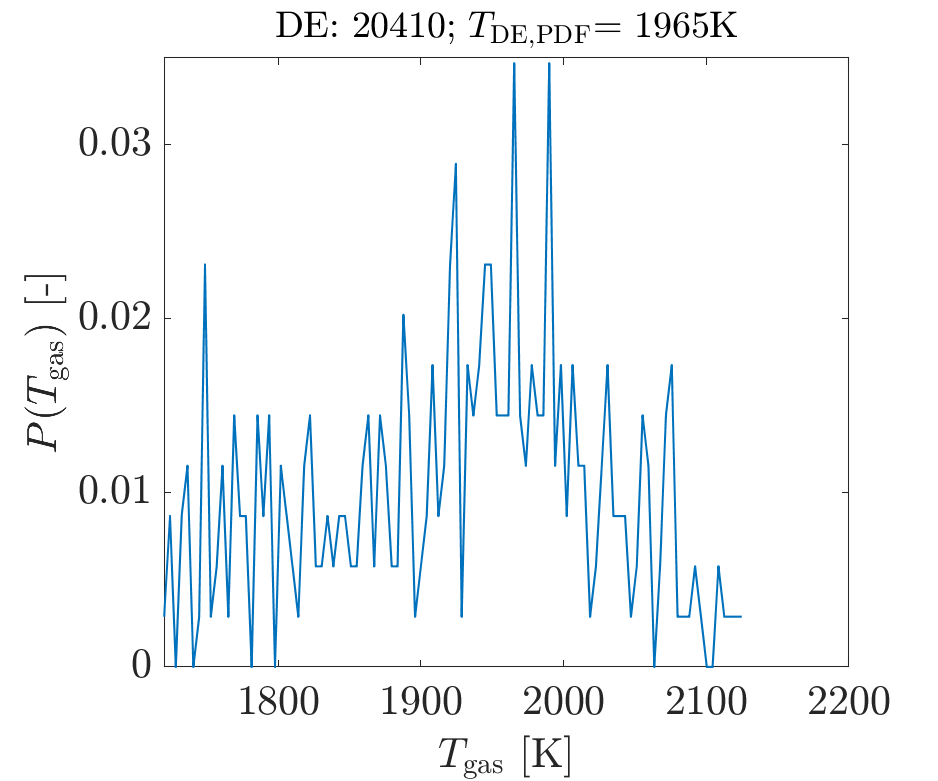 DE: 20410; T_DE,PDF= 1965K
0.03
0.02
0.01
0
P(T_gas) [-]
1800 1900 2000 2100 2200
T_gas [K]